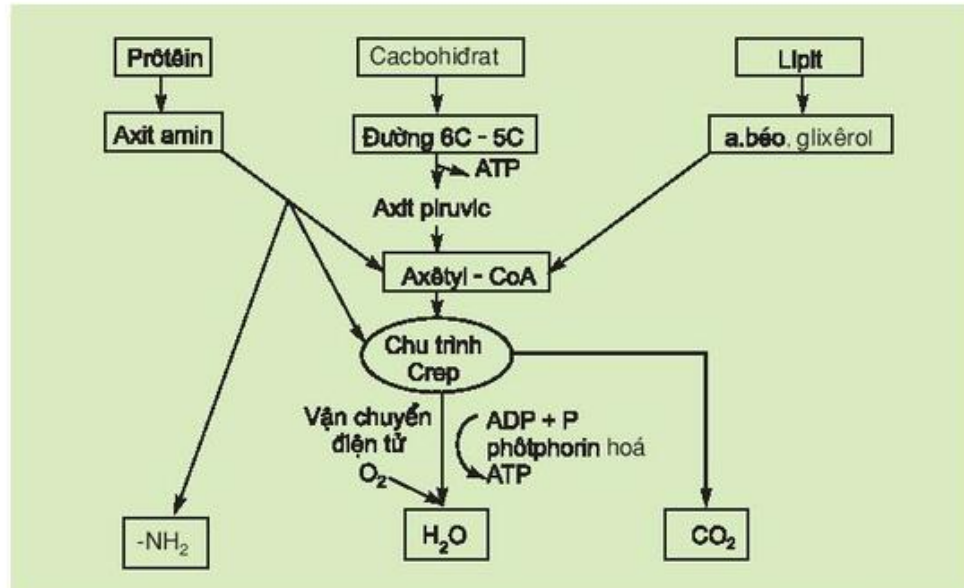 Prôtêin
Cacbohiđrat
Lipit
Axit amin
Đường 6C - 5C
a.béo, glixêrol
ATP
Axit piruvic
Axêtyl - CoA
Chu trình
Crep
Vận chuyển
điện tử
O₂
ADP + P
phôtphorin hoá
ATP
-NH₂
H₂O
CO₂